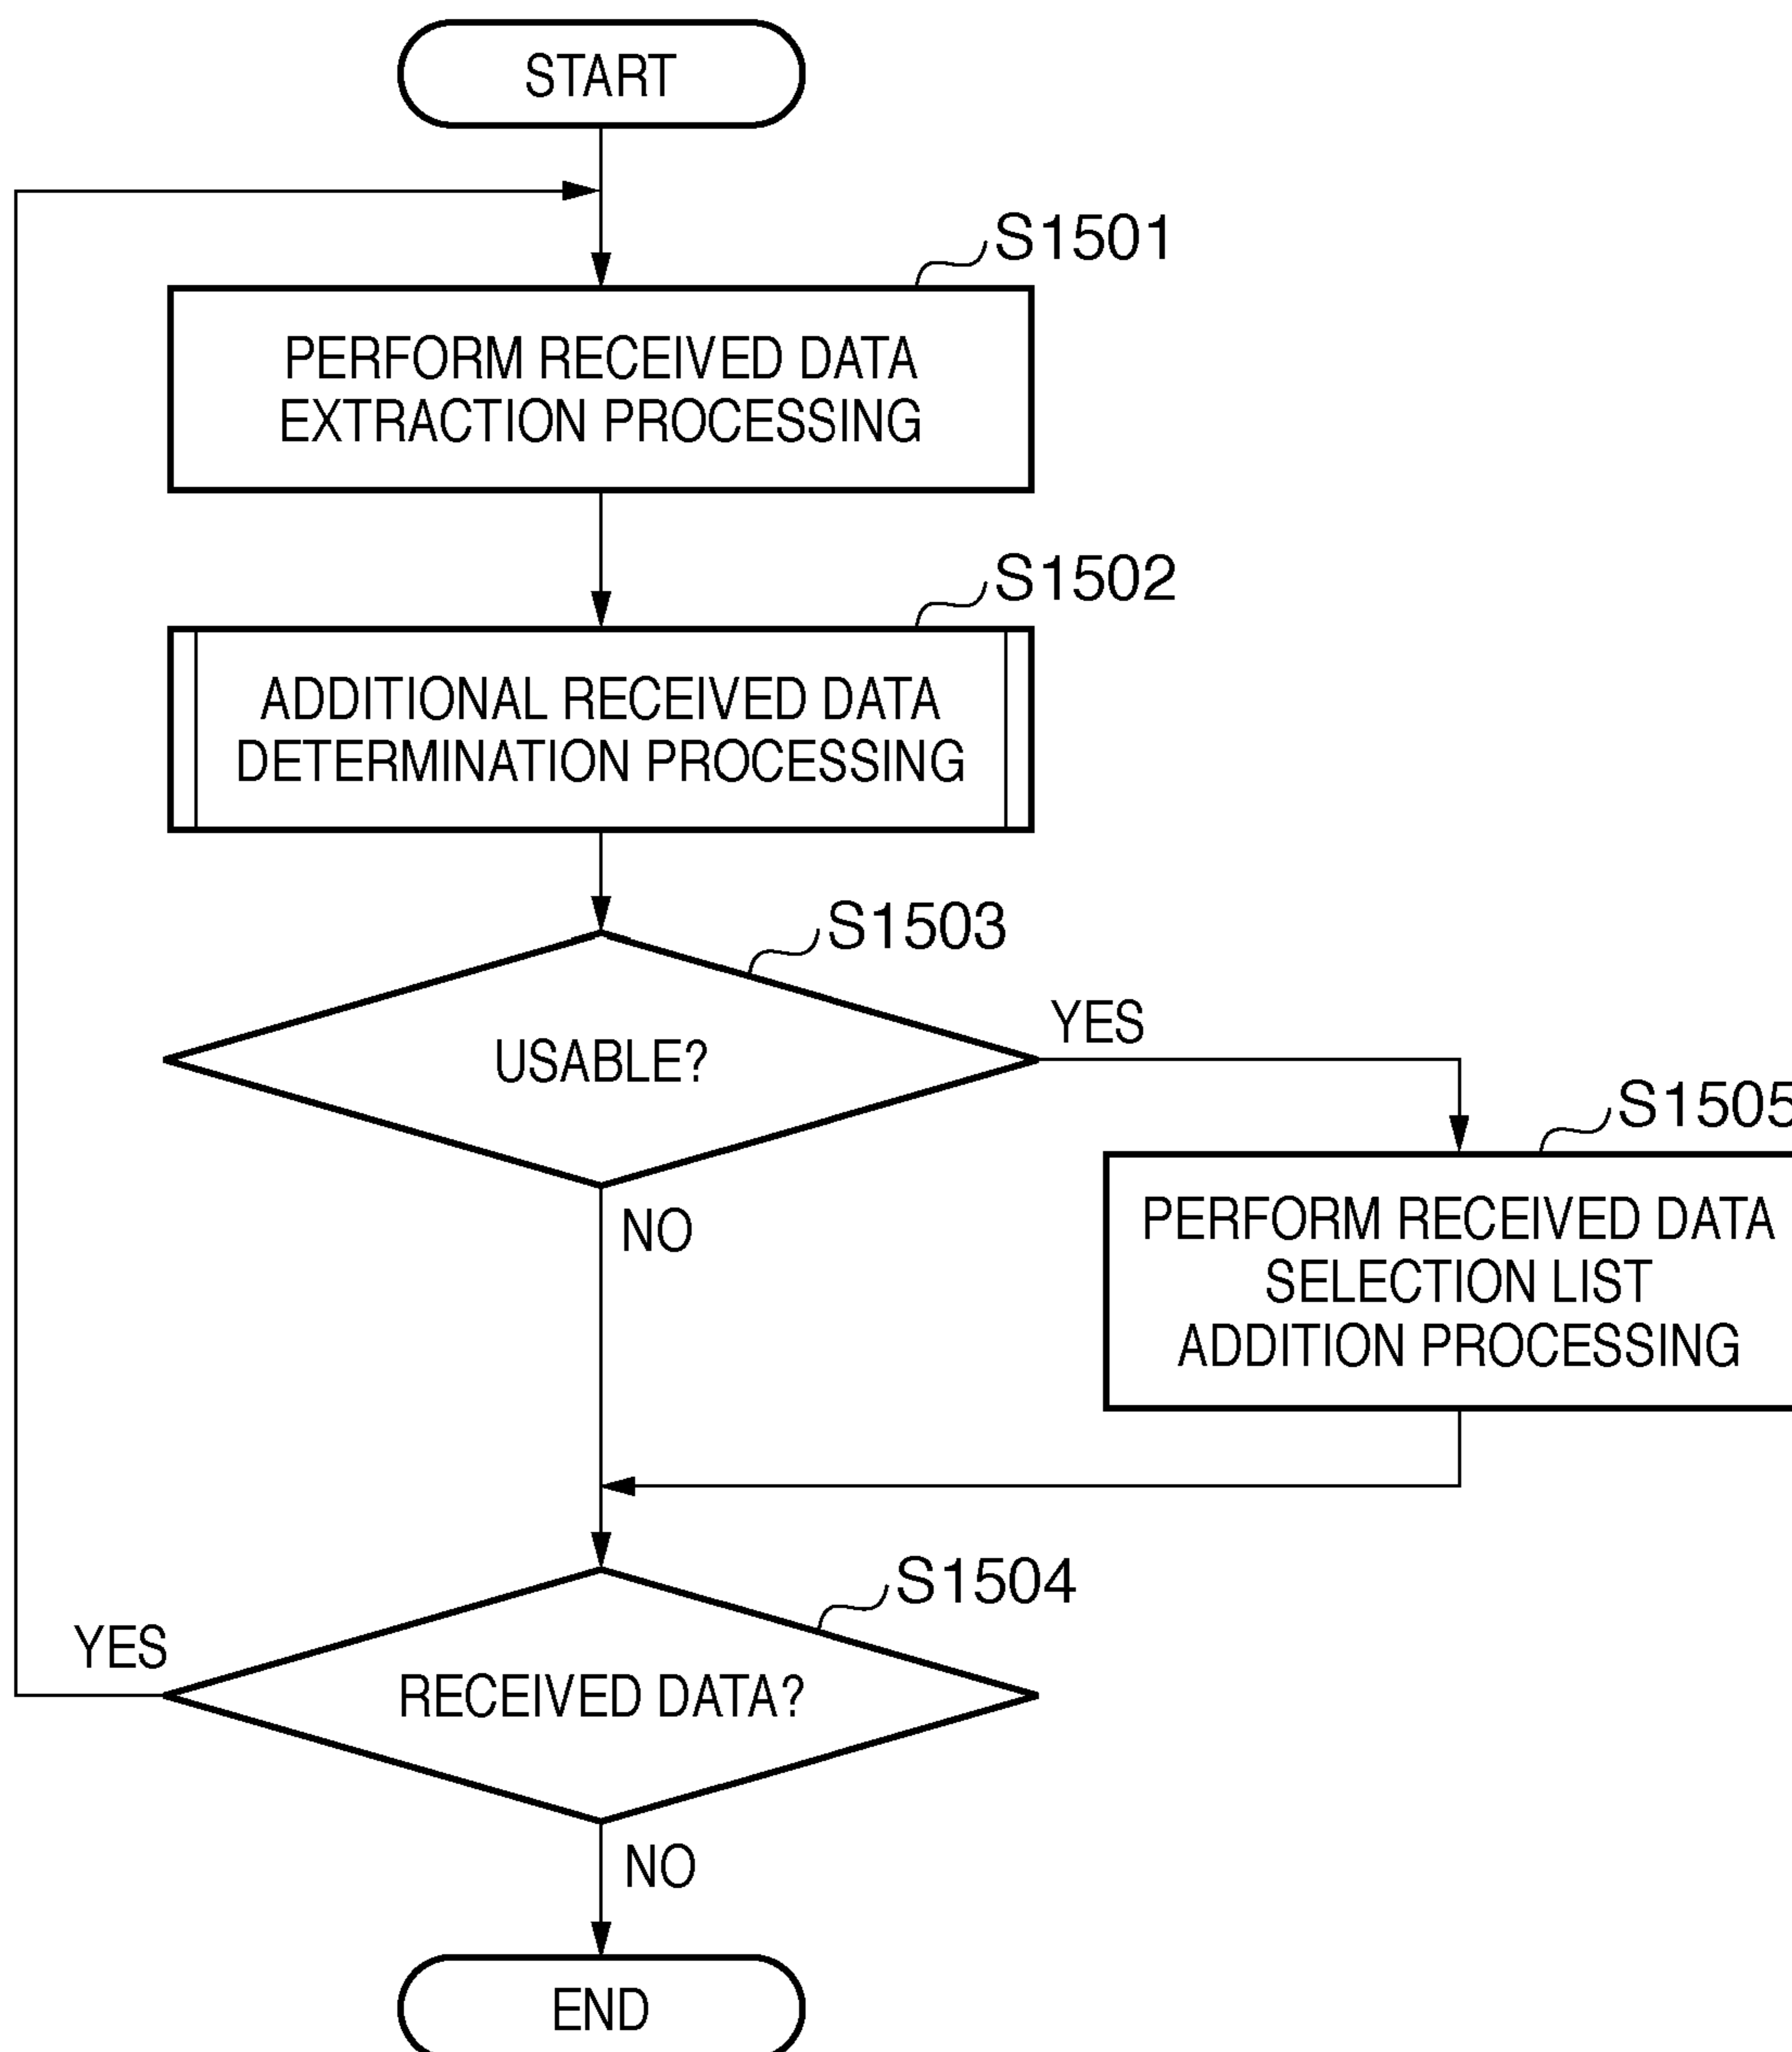 START
S1501
PERFORM RECEIVED DATA
EXTRACTION PROCESSING
S1502
ADDITIONAL RECEIVED DATA
DETERMINATION PROCESSING
S1503
USABLE?
YES
NO
S1505
PERFORM RECEIVED DATA
SELECTION LIST
ADDITION PROCESSING
S1504
RECEIVED DATA?
YES
NO
END